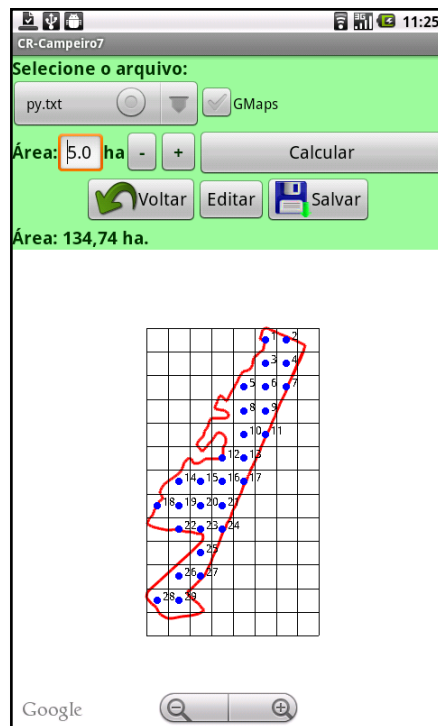 3G 11:25
CR-Campeiro7
Selecione o arquivo:
py.txt GMaps
Área: 5.0 ha - + Calcular
Voltar Editar Salvar
Área: 134,74 ha.
1 2
3 4
5 6 7
8 9
10 11
12 13
14 15 16 17
18 19 20 21
22 23 24
25
26 27
28 29
Google